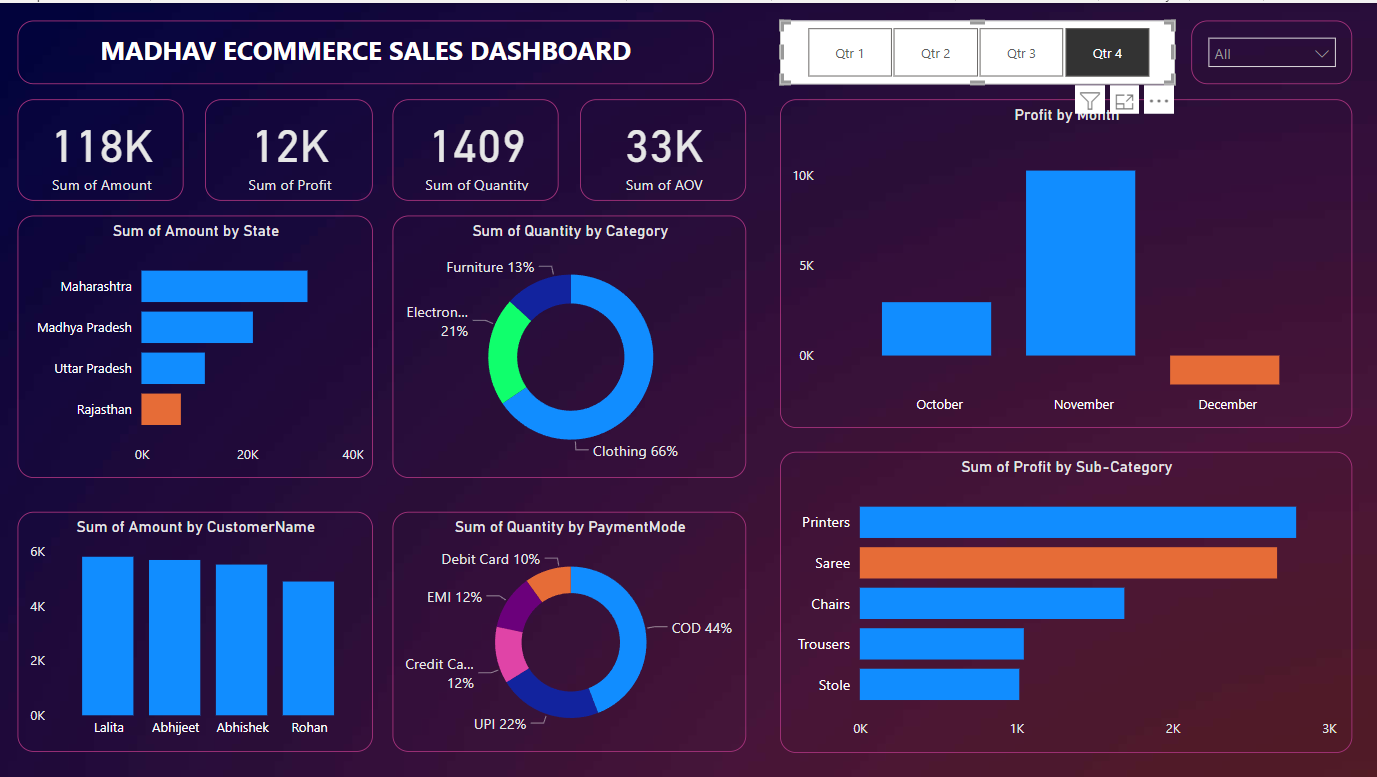 MADHAV ECOMMERCE SALES DASHBOARD
Qtr 1
Qtr 2
Qtr 3
Qtr 4
All
118K
Sum of Amount
12K
Sum of Profit
1409
Sum of Quantity
33K
Sum of AOV
Profit by Month
10K
5K
0K
October
November
December
Sum of Amount by State
Maharashtra
Madhya Pradesh
Uttar Pradesh
Rajasthan
0K
20K
40K
Sum of Quantity by Category
Furniture 13%
Electron...
21%
Clothing 66%
Sum of Profit by Sub-Category
Printers
Saree
Chairs
Trousers
Stole
0K
1K
2K
3K
Sum of Amount by CustomerName
6K
4K
2K
0K
Lalita
Abhijeet
Abhishek
Rohan
Sum of Quantity by PaymentMode
Debit Card 10%
EMI 12%
Credit Ca...
12%
UPI 22%
COD 44%